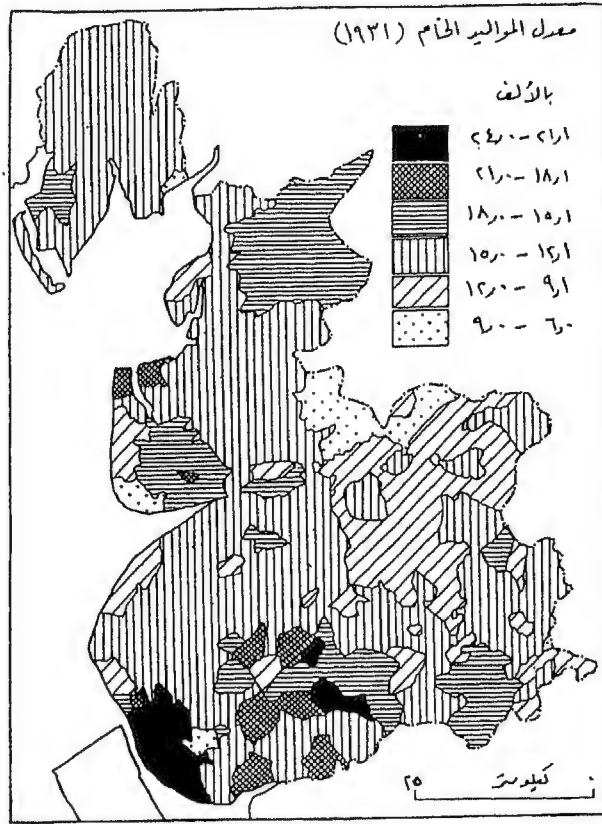 معدل المواليد الخام (١٩٣١)
بالألف
٢١٫١ – ٢٤٫٠
١٨٫١ – ٢١٫٠
١٥٫١ – ١٨٫٠
١٢٫١ – ١٥٫٠
٩٫١ – ١٢٫٠
٦٫٠ – ٩٫٠
٠ كيلومتر ٢٥